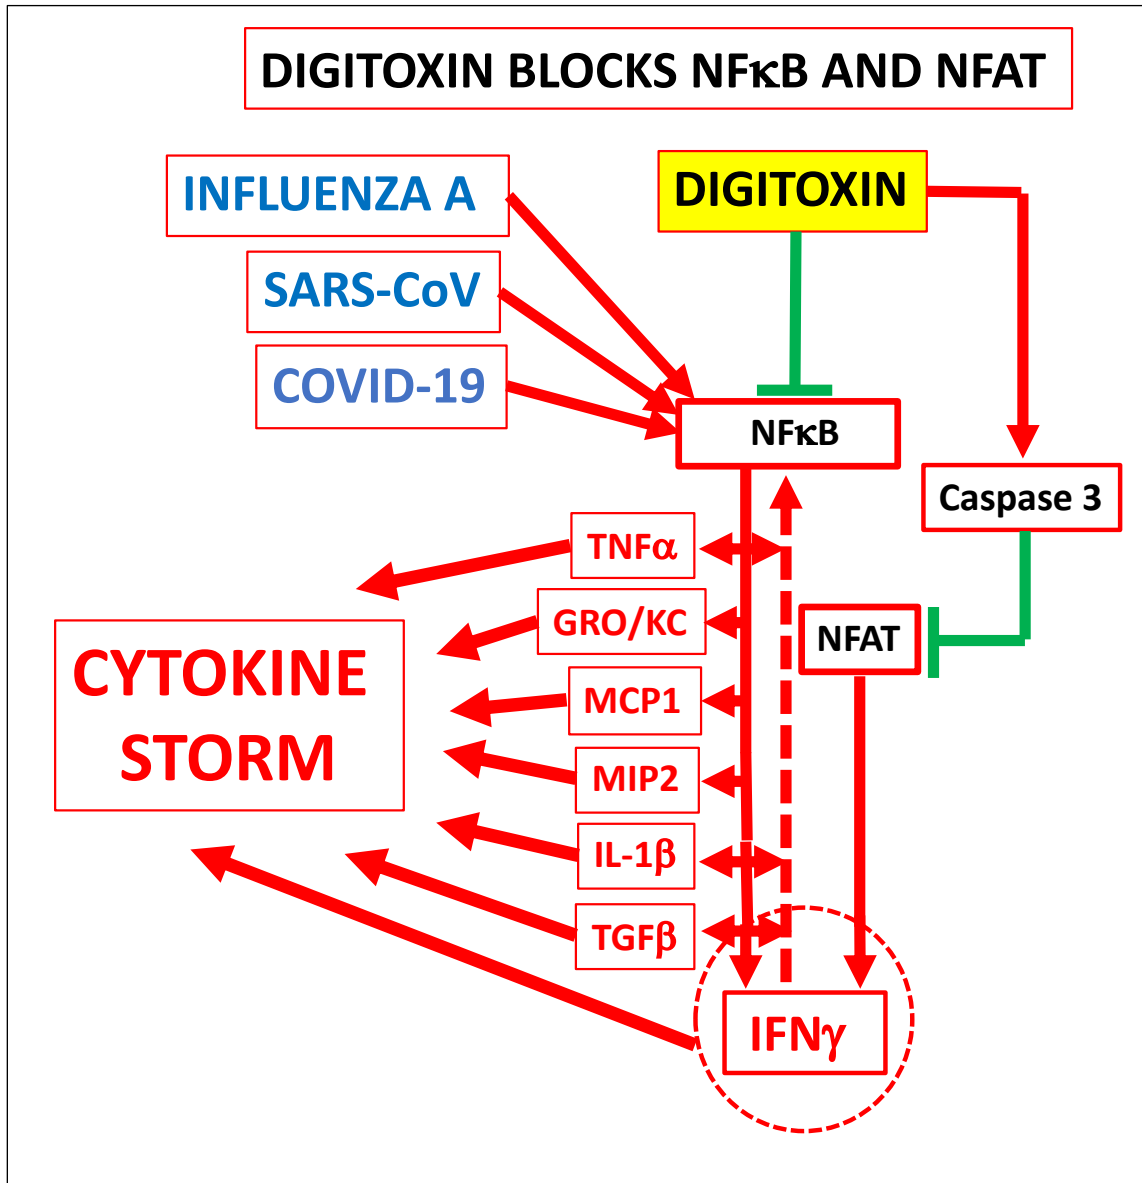 DIGITOXIN BLOCKS NFκB AND NFAT
INFLUENZA A
DIGITOXIN
SARS-CoV
COVID-19
NFκB
Caspase 3
TNFα
GRO/KC
NFAT
CYTOKINE
STORM
MCP1
MIP2
IL-1β
TGFβ
IFNγ